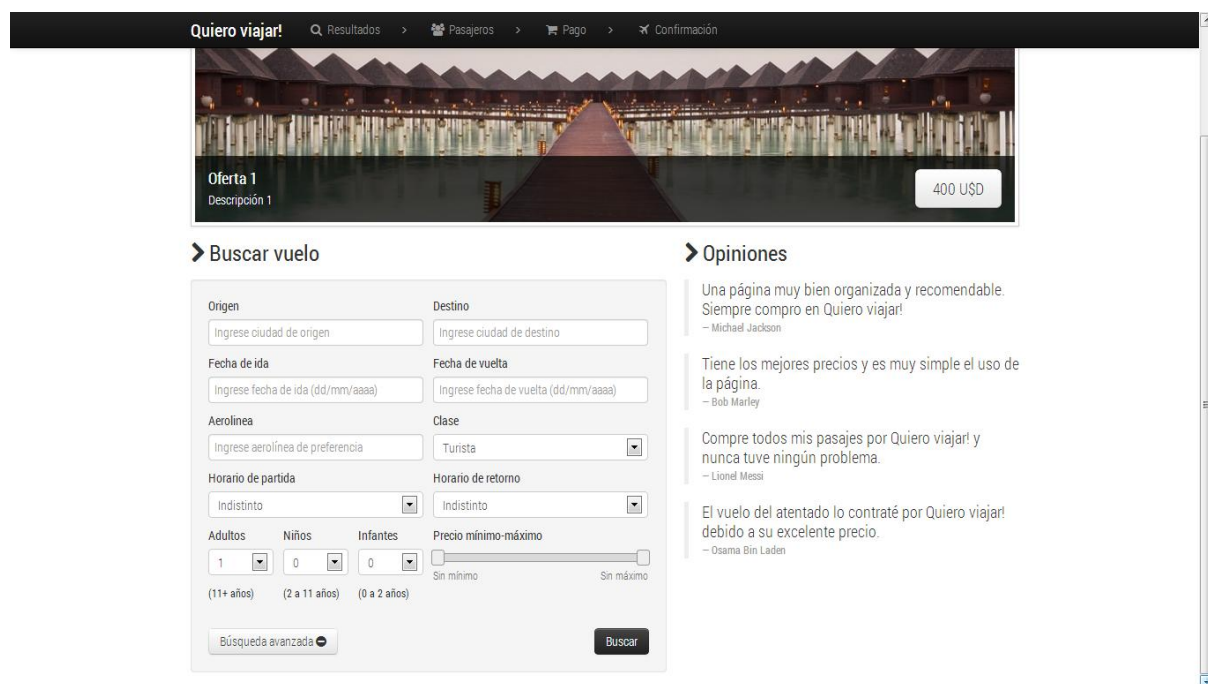 Quiero viajar! Resultados > Pasajeros > Pago > Confirmación
Oferta 1
Descripción 1
400 U$D
Buscar vuelo
Origen Destino
Ingrese ciudad de origen Ingrese ciudad de destino
Fecha de ida Fecha de vuelta
Ingrese fecha de ida (dd/mm/aaaa) Ingrese fecha de vuelta (dd/mm/aaaa)
Aerolinea Clase
Ingrese aerolínea de preferencia Turista
Horario de partida Horario de retorno
Indistinto Indistinto
Adultos Niños Infantes Precio mínimo-máximo
1 0 0
Sin mínimo Sin máximo
(11+ años) (2 a 11 años) (0 a 2 años)
Búsqueda avanzada Buscar
Opiniones
Una página muy bien organizada y recomendable.
Siempre compro en Quiero viajar!
– Michael Jackson
Tiene los mejores precios y es muy simple el uso de
la página.
– Bob Marley
Compre todos mis pasajes por Quiero viajar! y
nunca tuve ningún problema.
– Lionel Messi
El vuelo del atentado lo contraté por Quiero viajar!
debido a su excelente precio.
– Osama Bin Laden